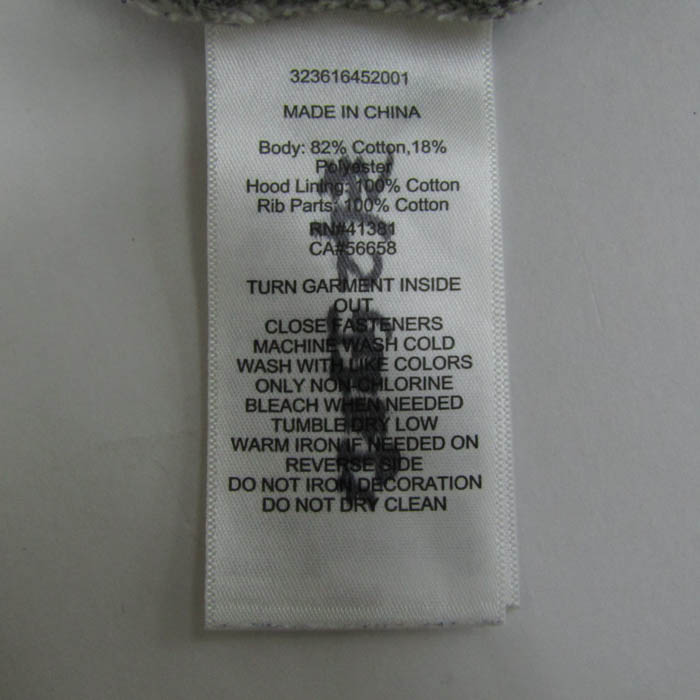 323616452001
MADE IN CHINA
Body: 82% Cotton,18%
Polyester
Hood Lining: 100% Cotton
Rib Parts: 100% Cotton
RN#41381
CA#56658
TURN GARMENT INSIDE
OUT
CLOSE FASTENERS
MACHINE WASH COLD
WASH WITH LIKE COLORS
ONLY NON-CHLORINE
BLEACH WHEN NEEDED
TUMBLE DRY LOW
WARM IRON IF NEEDED ON
REVERSE SIDE
DO NOT IRON DECORATION
DO NOT DRY CLEAN